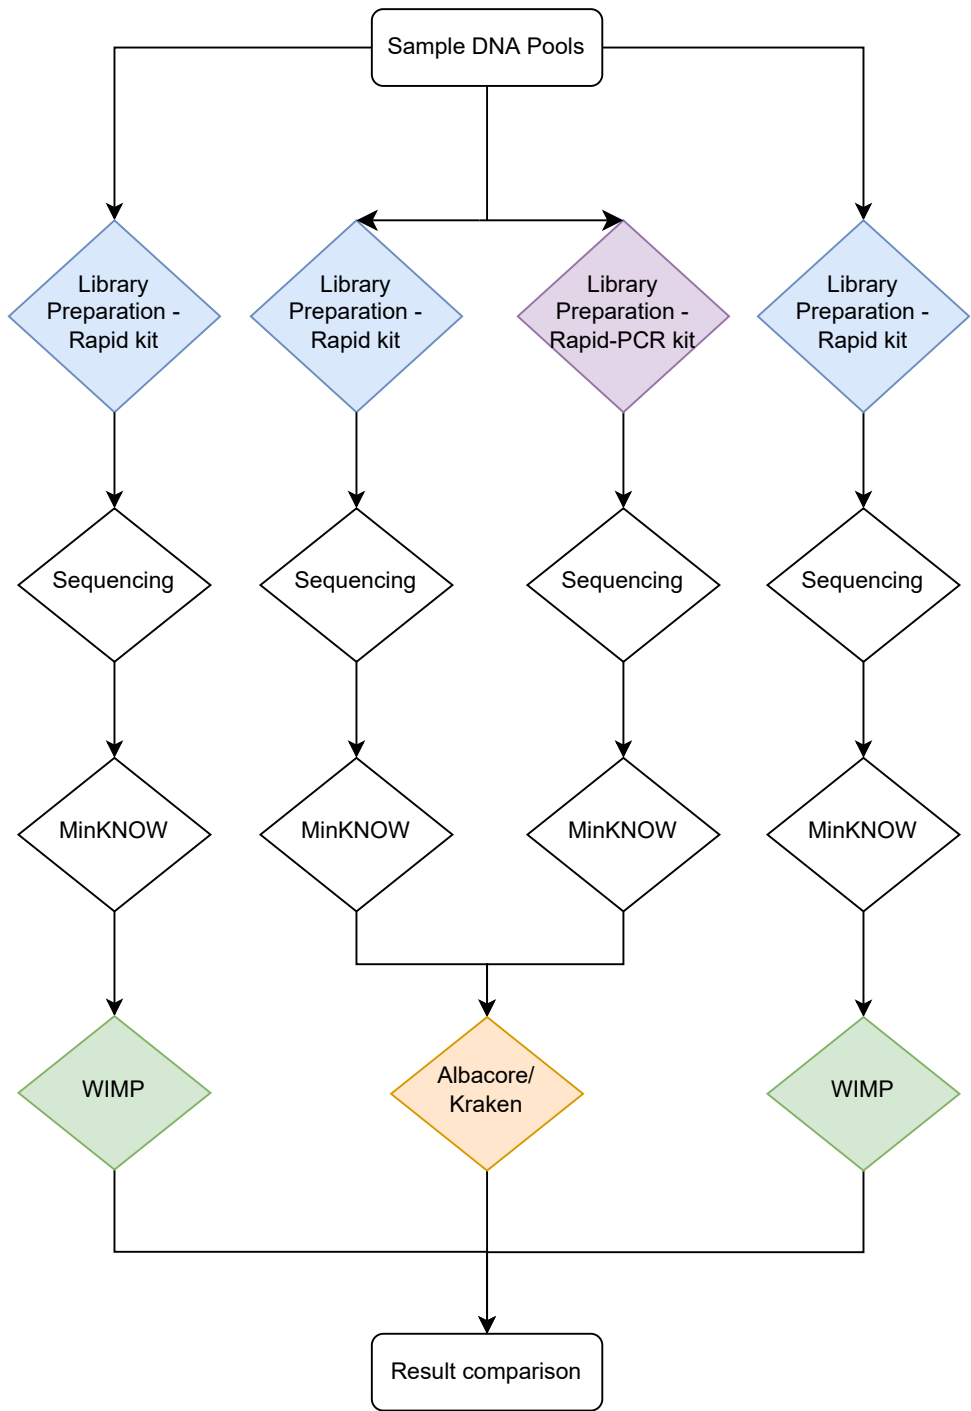 Sample DNA Pools
Library
Preparation -
Rapid kit
Library
Preparation -
Rapid kit
Library
Preparation -
Rapid-PCR kit
Library
Preparation -
Rapid kit
Sequencing
Sequencing
Sequencing
Sequencing
MinKNOW
MinKNOW
MinKNOW
MinKNOW
WIMP
Albacore/
Kraken
WIMP
Result comparison